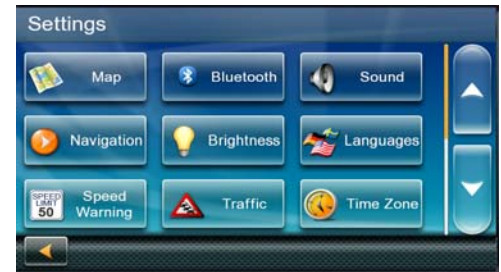 Settings
Map
Bluetooth
Sound
Navigation
Brightness
Languages
SPEED
LIMIT
50
Speed
Warning
Traffic
Time Zone